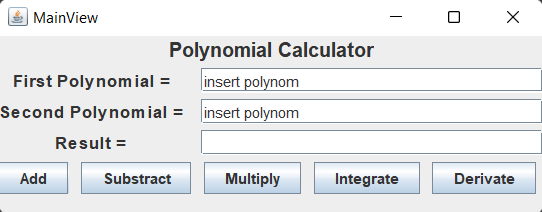 MainView
Polynomial Calculator
First Polynomial = insert polynom
Second Polynomial = insert polynom
Result =
Add Substract Multiply Integrate Derivate